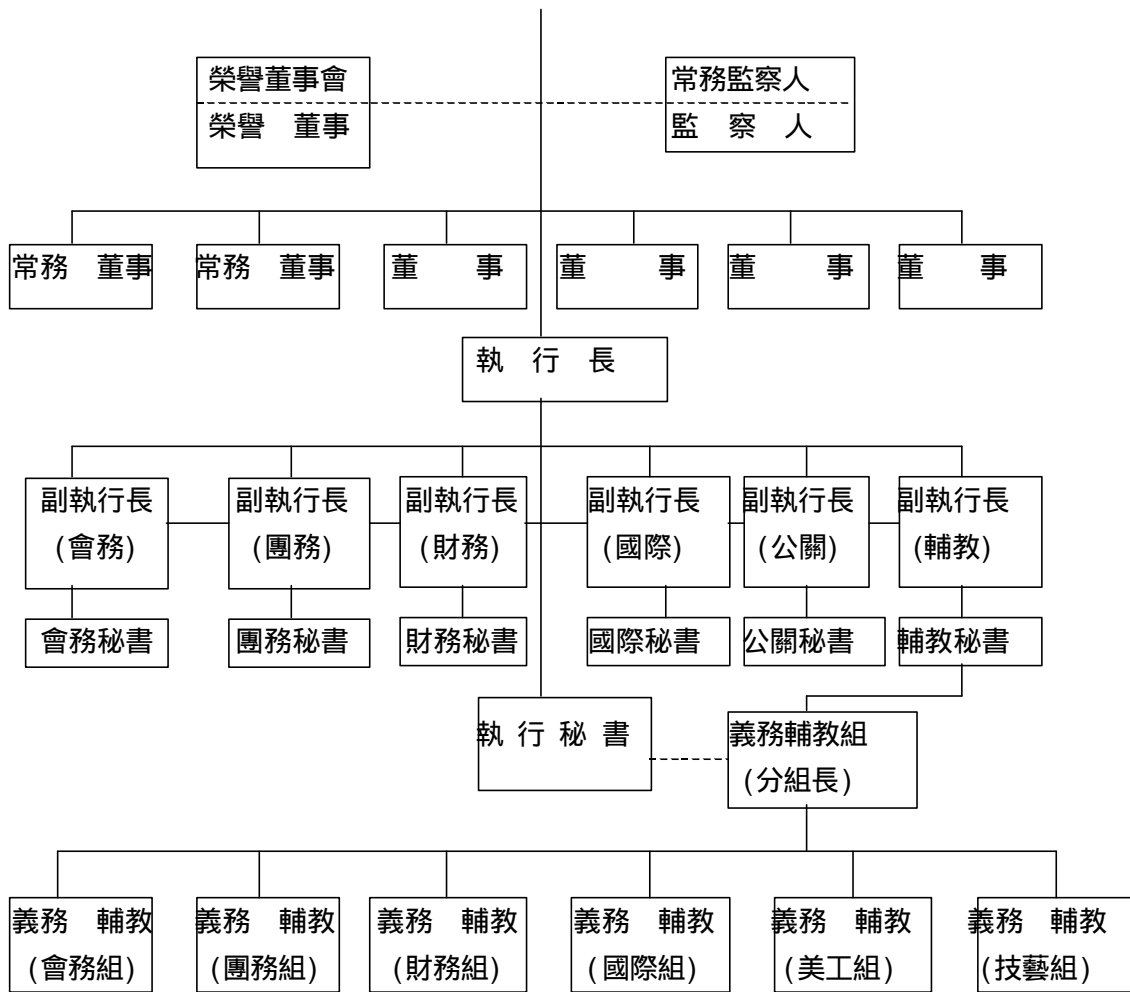 榮譽董事會
榮譽　董事
常務監察人
監　察　人
常務　董事
常務　董事
董　　事
董　　事
董　　事
董　　事
執　行　長
副執行長
(會務)
副執行長
(團務)
副執行長
(財務)
副執行長
(國際)
副執行長
(公關)
副執行長
(輔教)
會務秘書
團務秘書
財務秘書
國際秘書
公關秘書
輔教秘書
執 行 秘 書
義務輔教組
(分組長)
義務　輔教
(會務組)
義務　輔教
(團務組)
義務　輔教
(財務組)
義務　輔教
(國際組)
義務　輔教
(美工組)
義務　輔教
(技藝組)